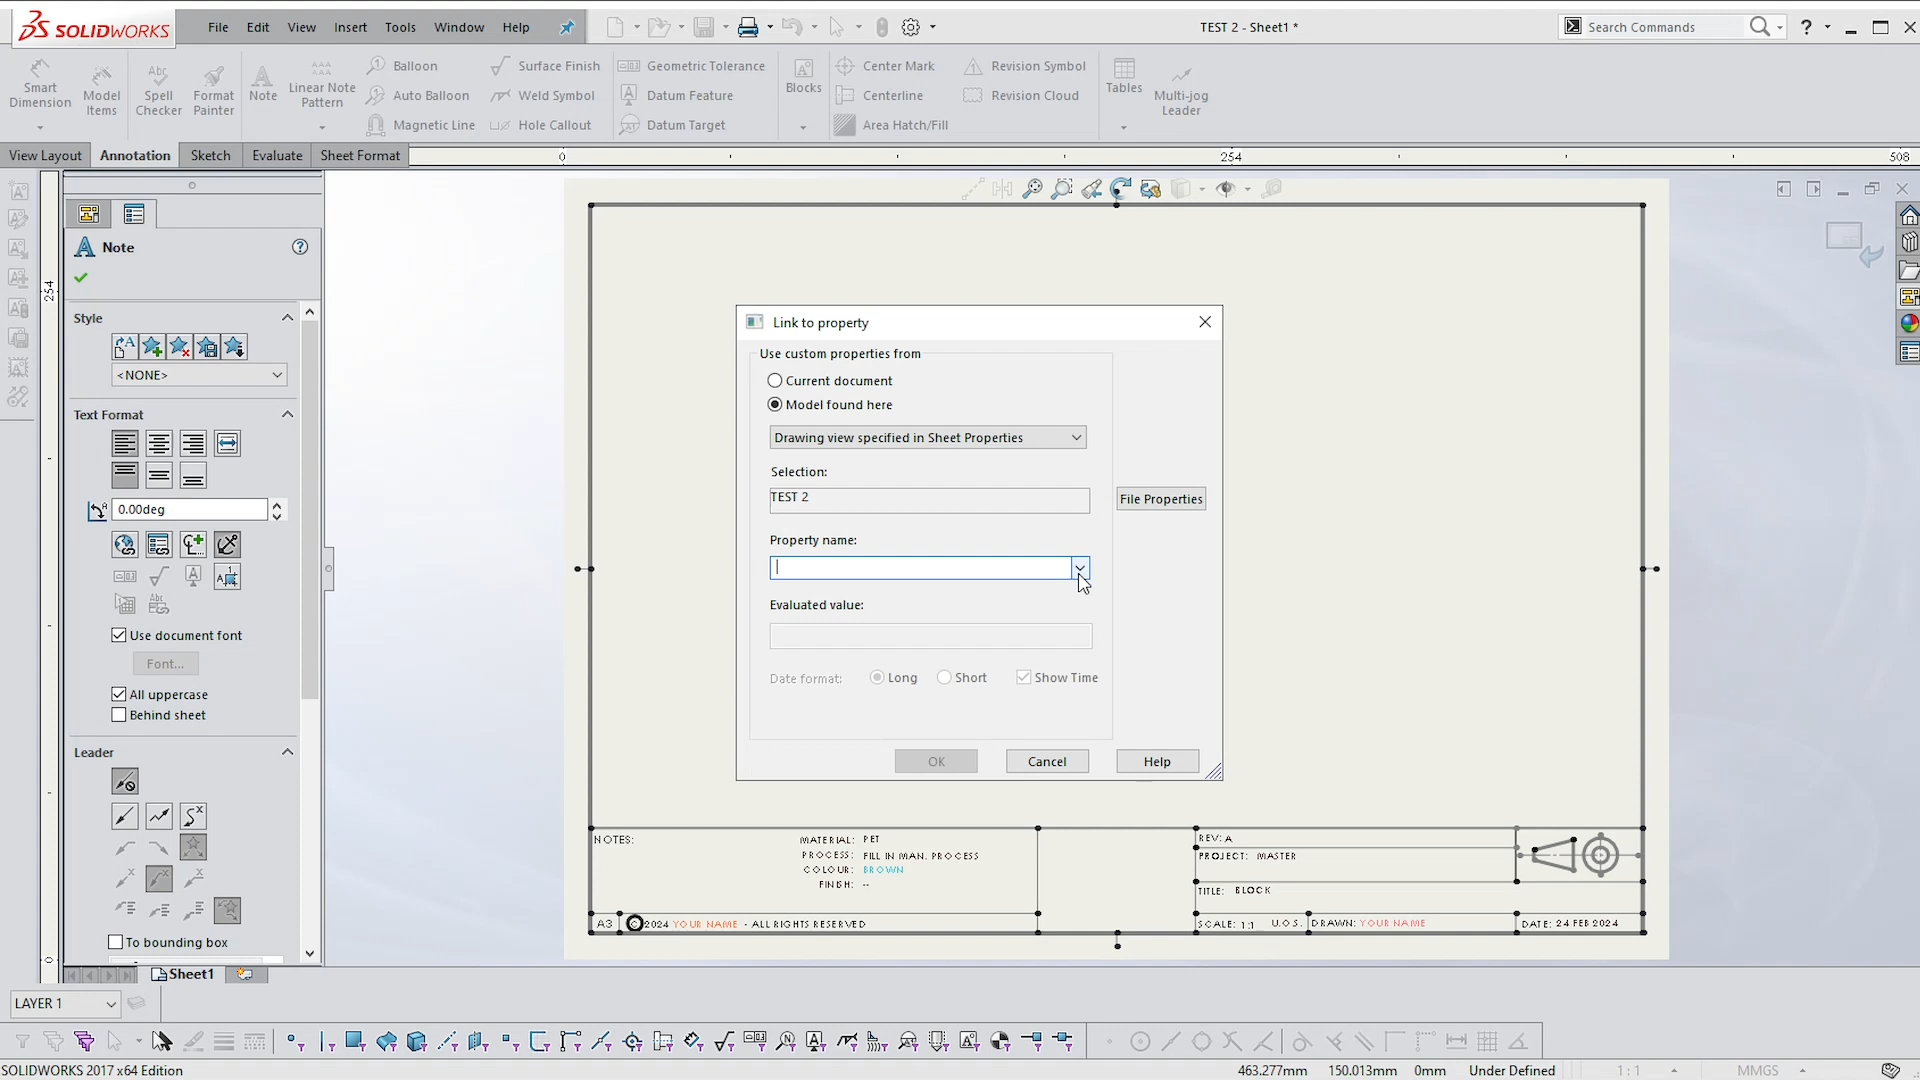 SOLIDWORKS
File Edit View Insert Tools Window Help
TEST 2 - Sheet1 *
Search Commands
?
Smart Dimension
Model Items
Spell Checker
Format Painter
Note
Linear Note Pattern
Balloon
Auto Balloon
Magnetic Line
Surface Finish
Weld Symbol
Hole Callout
Geometric Tolerance
Datum Feature
Datum Target
Blocks
Center Mark
Centerline
Area Hatch/Fill
Revision Symbol
Revision Cloud
Tables
Multi-jog Leader
View Layout Annotation Sketch Evaluate Sheet Format
0 254 508
254
0
Note
Style
<NONE>
Text Format
0.00deg
Use document font
Font...
All uppercase
Behind sheet
Leader
To bounding box
Link to property
Use custom properties from
Current document
Model found here
Drawing view specified in Sheet Properties
Selection:
TEST 2
File Properties
Property name:
Evaluated value:
Date format: Long Short Show Time
OK Cancel Help
NOTES:
MATERIAL: PET
PROCESS: FILL IN MAN. PROCESS
COLOUR: BROWN
FINISH: --
A3 © 2024 YOUR NAME - ALL RIGHTS RESERVED
REV: A
PROJECT: MASTER
TITLE: BLOCK
SCALE: 1:1 U.O.S. DRAWN: YOUR NAME DATE: 24 FEB 2024
Sheet1
LAYER 1
SOLIDWORKS 2017 x64 Edition
463.277mm 150.013mm 0mm Under Defined 1 : 1 MMGS